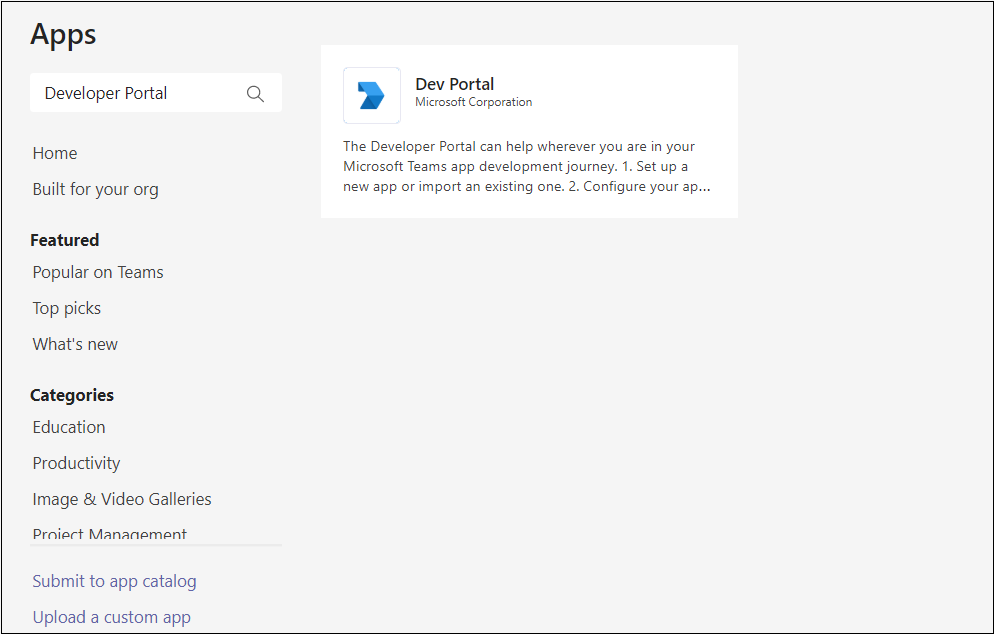 Apps
Developer Portal
Home
Built for your org
Featured
Popular on Teams
Top picks
What's new
Categories
Education
Productivity
Image & Video Galleries
Project Management
Submit to app catalog
Upload a custom app
Dev Portal
Microsoft Corporation
The Developer Portal can help wherever you are in your
Microsoft Teams app development journey. 1. Set up a
new app or import an existing one. 2. Configure your ap...